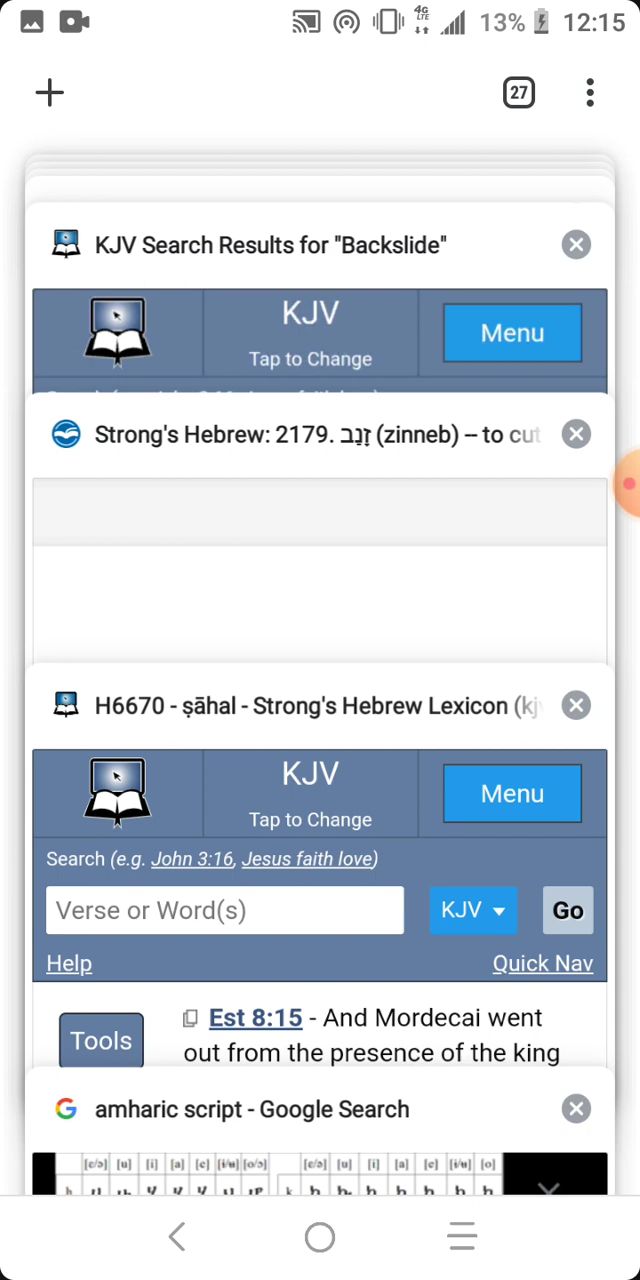 4G
LTE
13%
12:15
27
KJV Search Results for "Backslide"
KJV
Tap to Change
Menu
Strong's Hebrew: 2179. זָנַב (zinneb) -- to cut
H6670 - ṣāhal - Strong's Hebrew Lexicon (kj
KJV
Tap to Change
Menu
Search (e.g. John 3:16, Jesus faith love)
Verse or Word(s)
KJV
Go
Help
Quick Nav
Tools
Est 8:15 - And Mordecai went
out from the presence of the king
amharic script - Google Search